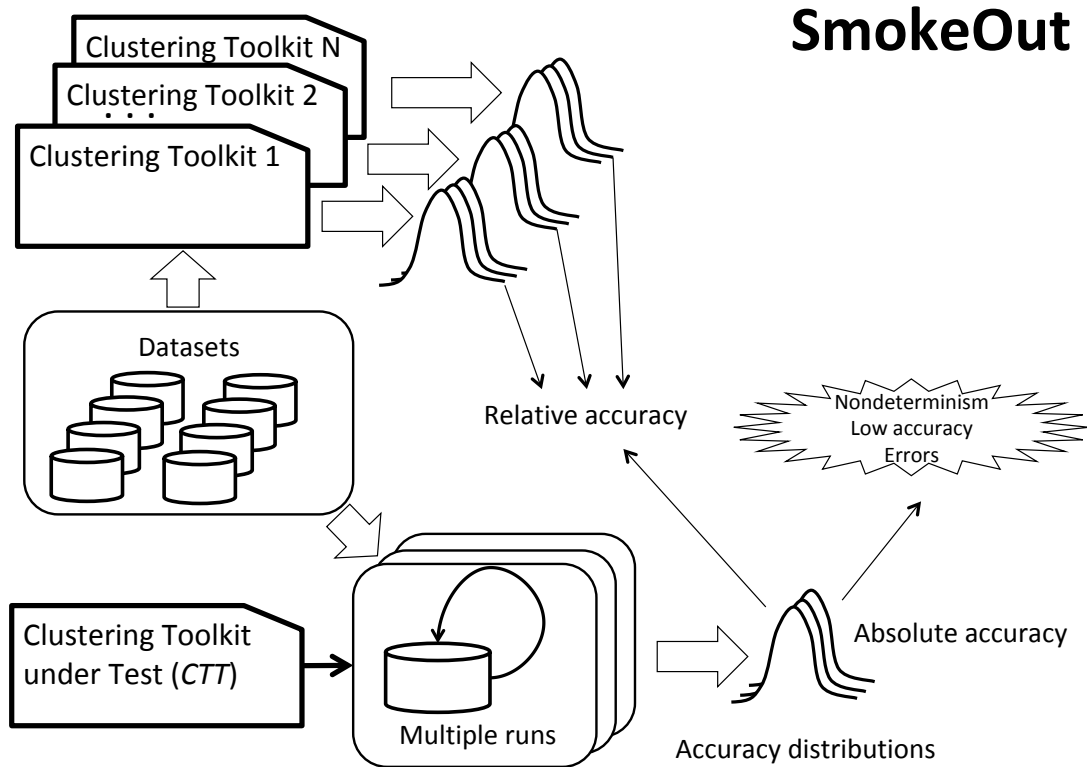 SmokeOut
Clustering Toolkit N
Clustering Toolkit 2
. . .
Clustering Toolkit 1
Datasets
Relative accuracy
Nondeterminism
Low accuracy
Errors
Clustering Toolkit
under Test (CTT)
Multiple runs
Absolute accuracy
Accuracy distributions